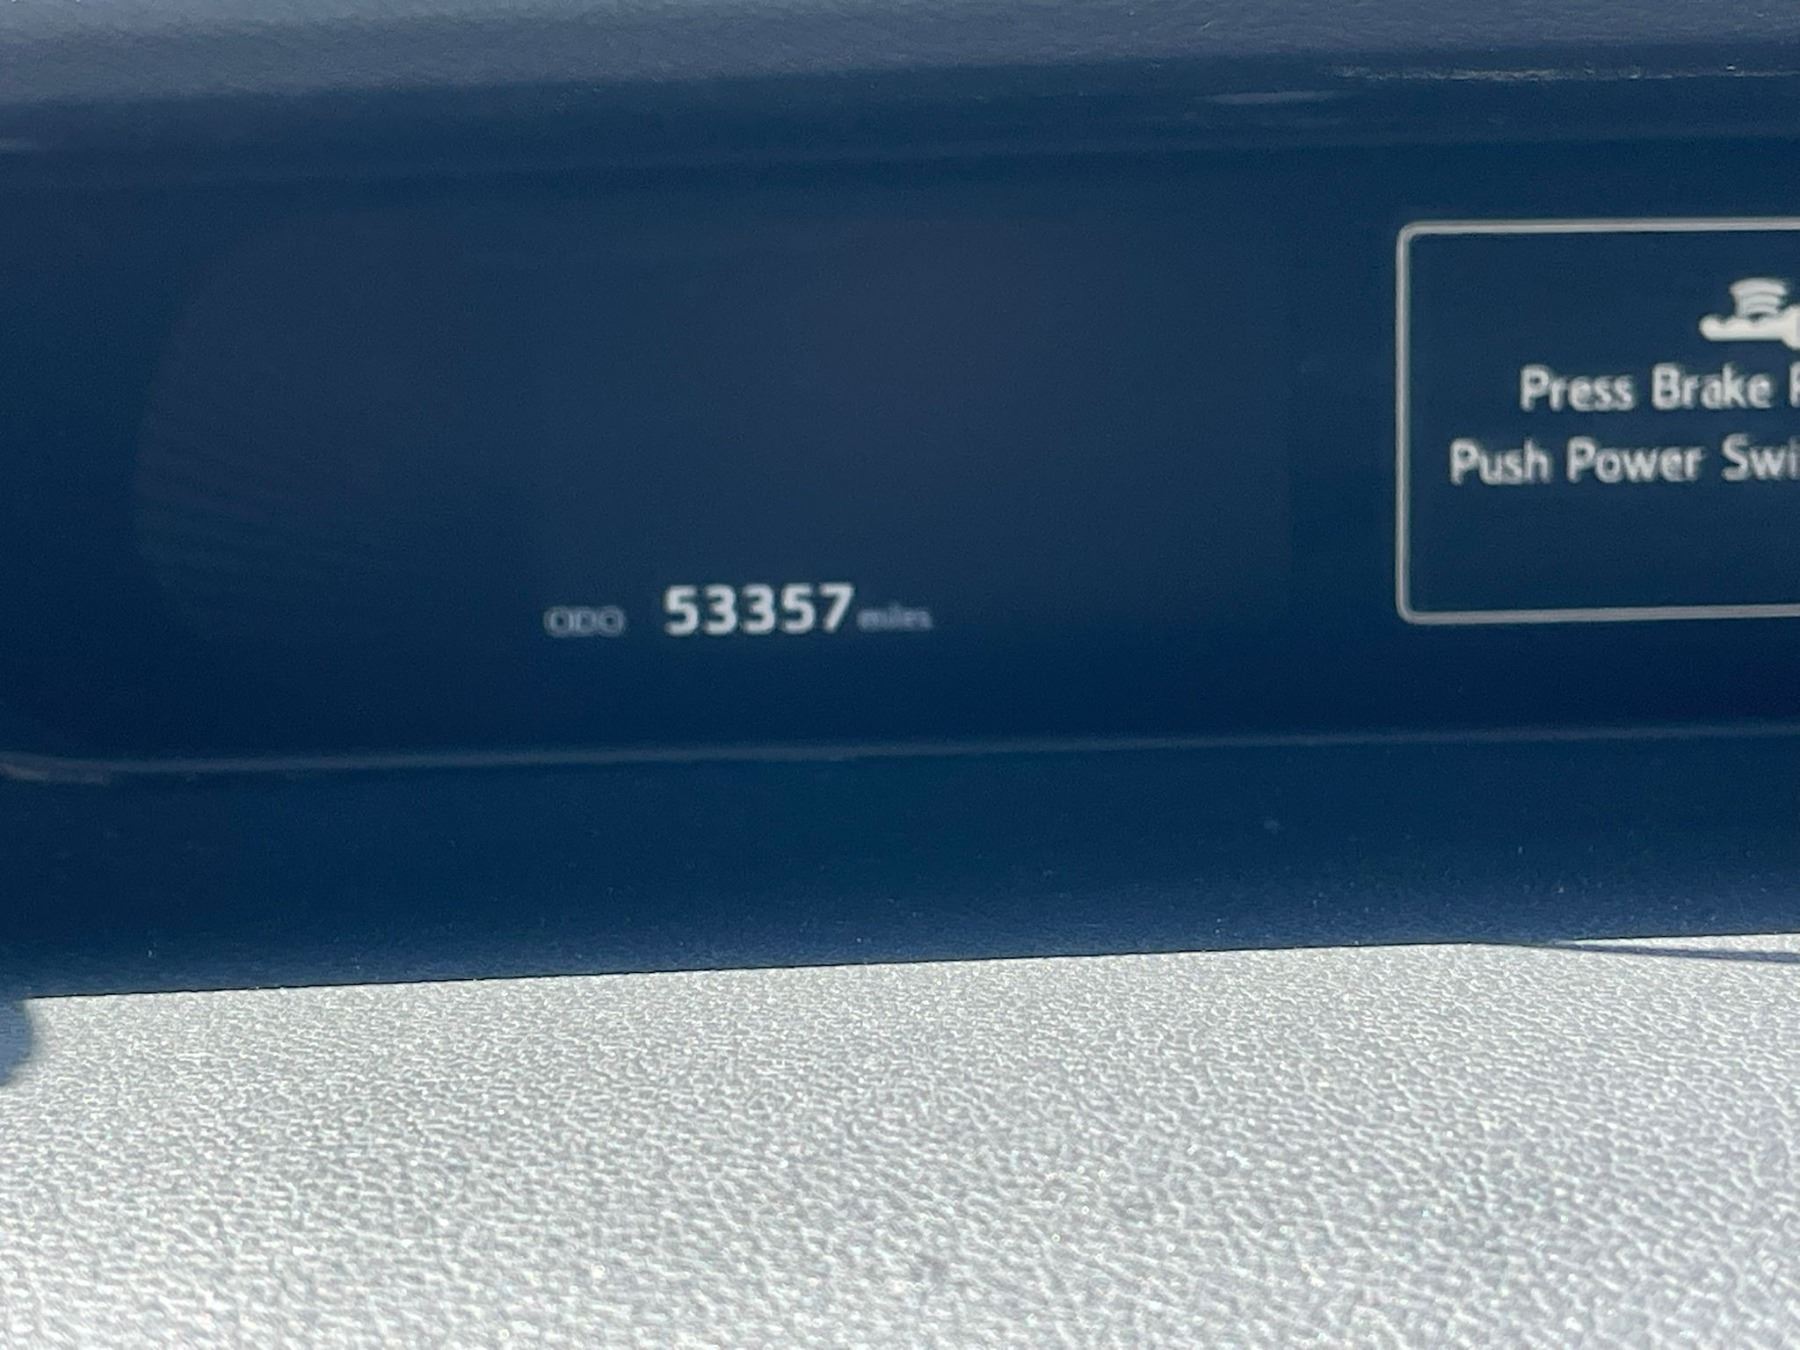 ODO 53357 miles
Press Brake
Push Power